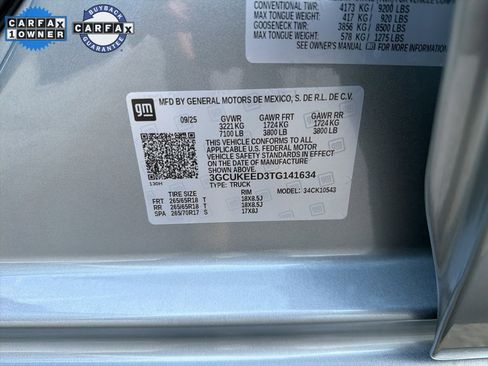 CARFAX
1 OWNER
BUYBACK
CARFAX
GUARANTEE
CONVENTIONAL TWR: 4173 KG / 9200 LBS
MAX TONGUE WT: 417 KG / 920 LBS
GOOSENECK TWR: 3856 KG / 8500 LBS
MAX TONGUE WT: 578 KG / 1275 LBS
SEE OWNER'S MANUAL FOR
gm
MFD BY GENERAL MOTORS DE MEXICO, S. DE R.L. DE C.V.
09/25 GVWR GAWR FRT GAWR RR
3221 KG 1724 KG 1724 KG
7100 LB 3800 LB 3800 LB
THIS VEHICLE CONFORMS TO ALL
APPLICABLE U.S. FEDERAL MOTOR
VEHICLE SAFETY
STANDARDS IN EFFECT ON THE DATE OF
MANUFACTURE SHOWN ABOVE.
3GCUKEED3TG141634
TYPE: TRUCK MODEL: 34CK10543
130H
TIRE SIZE RIM
FRT 265/65R18 T 18X8.5J
RR 265/65R18 T 18X8.5J
SPA 265/70R17 S 17X8J